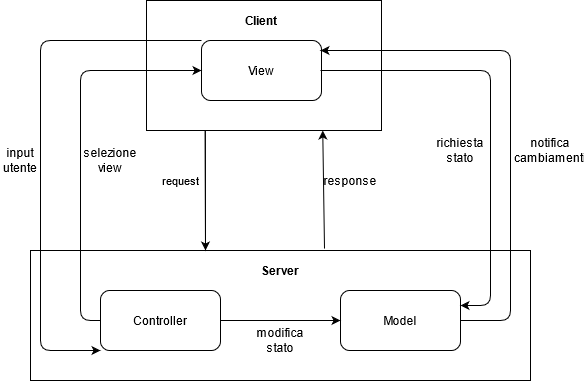 Client
View
input
utente
selezione
view
request
response
richiesta
stato
notifica
cambiamenti
Server
Controller
modifica
stato
Model